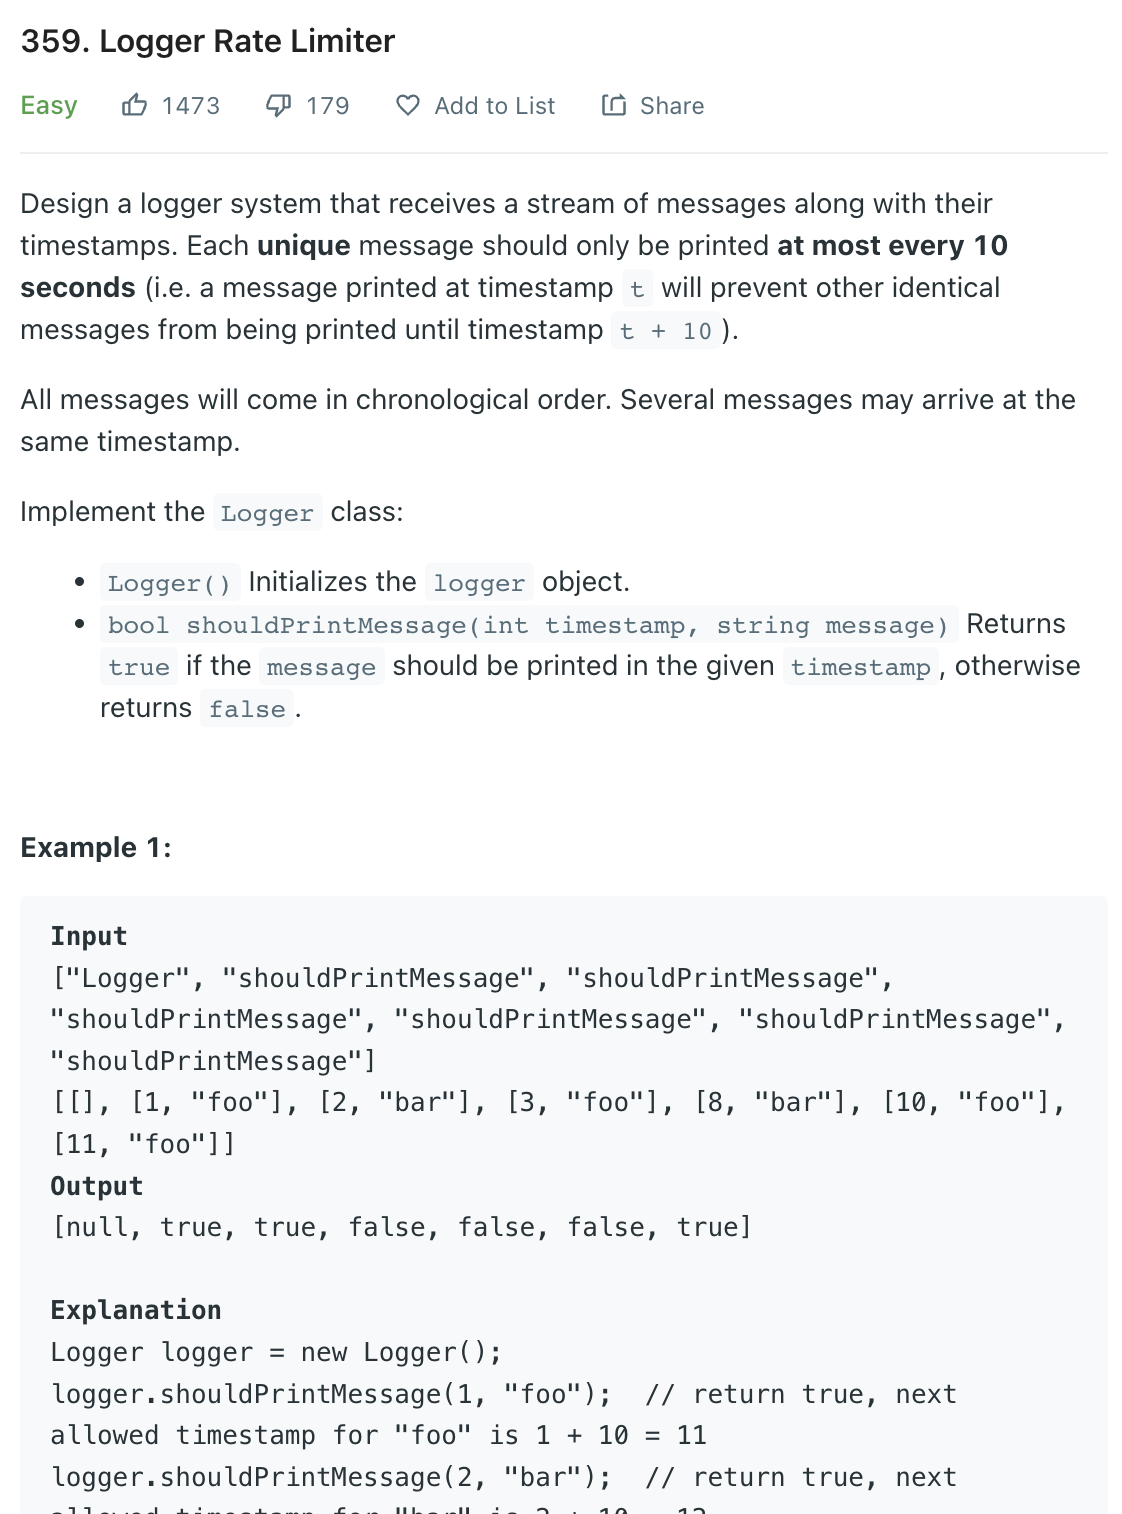 359. Logger Rate Limiter
Easy 1473 179 Add to List Share
Design a logger system that receives a stream of messages along with their
timestamps. Each unique message should only be printed at most every 10
seconds (i.e. a message printed at timestamp t will prevent other identical
messages from being printed until timestamp t + 10 ).
All messages will come in chronological order. Several messages may arrive at the
same timestamp.
Implement the Logger class:
• Logger() Initializes the logger object.
• bool shouldPrintMessage(int timestamp, string message) Returns
true if the message should be printed in the given timestamp , otherwise
returns false .
Example 1:
Input
["Logger", "shouldPrintMessage", "shouldPrintMessage",
"shouldPrintMessage", "shouldPrintMessage", "shouldPrintMessage",
"shouldPrintMessage"]
[[], [1, "foo"], [2, "bar"], [3, "foo"], [8, "bar"], [10, "foo"],
[11, "foo"]]
Output
[null, true, true, false, false, false, true]
Explanation
Logger logger = new Logger();
logger.shouldPrintMessage(1, "foo");  // return true, next
allowed timestamp for "foo" is 1 + 10 = 11
logger.shouldPrintMessage(2, "bar");  // return true, next
allowed timestamp for "bar" is 2 + 10 = 12